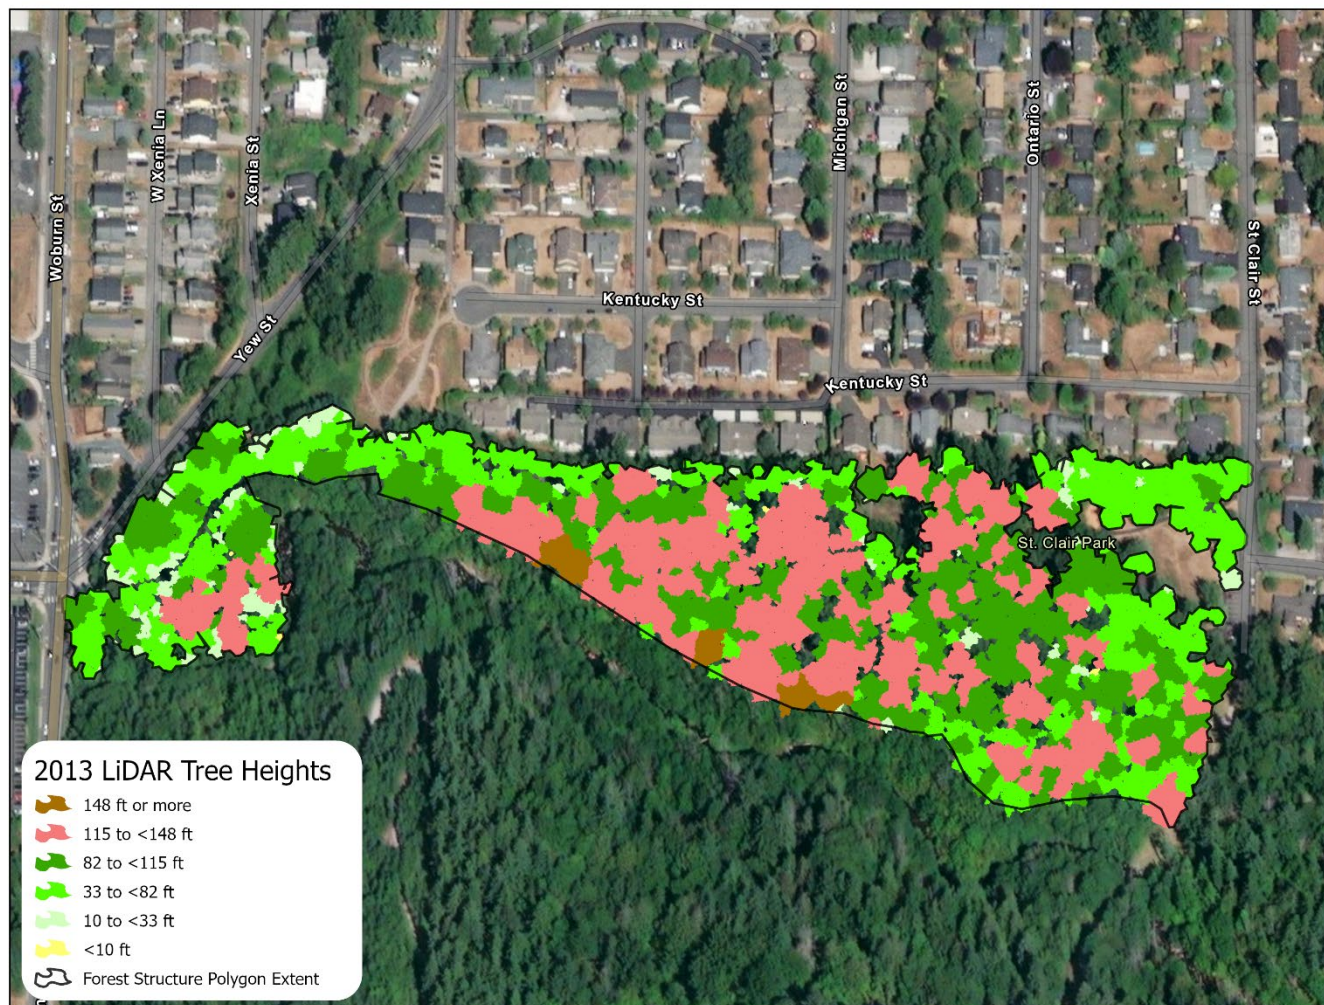 W Xenia Ln
Xenia St
Michigan St
Ontario St
Woburn St
St Clair St
Kentucky St
Yew St
Kentucky St
St. Clair Park
2013 LiDAR Tree Heights
148 ft or more
115 to <148 ft
82 to <115 ft
33 to <82 ft
10 to <33 ft
<10 ft
Forest Structure Polygon Extent